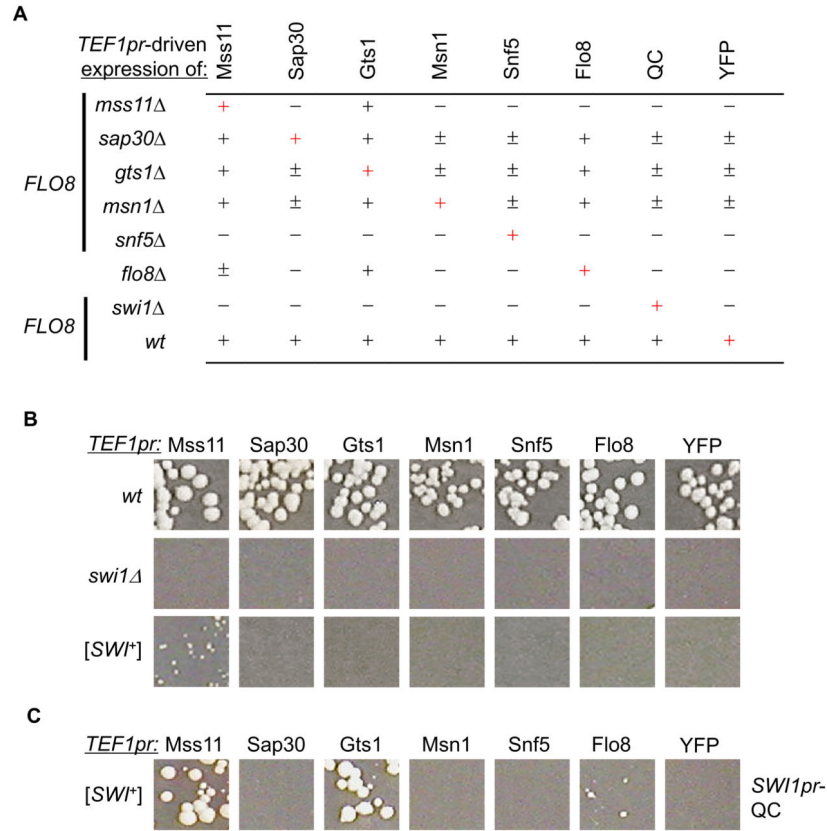 A
TEF1pr-driven expression of: Mss11 Sap30 Gts1 Msn1 Snf5 Flo8 QC YFP
FLO8
mss11Δ + − + − − − − −
sap30Δ + + + ± ± + ± ±
gts1Δ + ± + ± ± + ± ±
msn1Δ + ± + + ± + ± ±
snf5Δ − − − − + − − −
flo8Δ ± − + − − + − −
FLO8
swi1Δ − − − − − − + −
wt + + + + + + + +
B
TEF1pr: Mss11 Sap30 Gts1 Msn1 Snf5 Flo8 YFP
wt
swi1Δ
[SWI⁺]
C
TEF1pr: Mss11 Sap30 Gts1 Msn1 Snf5 Flo8 YFP
[SWI⁺]
SWI1pr-
QC